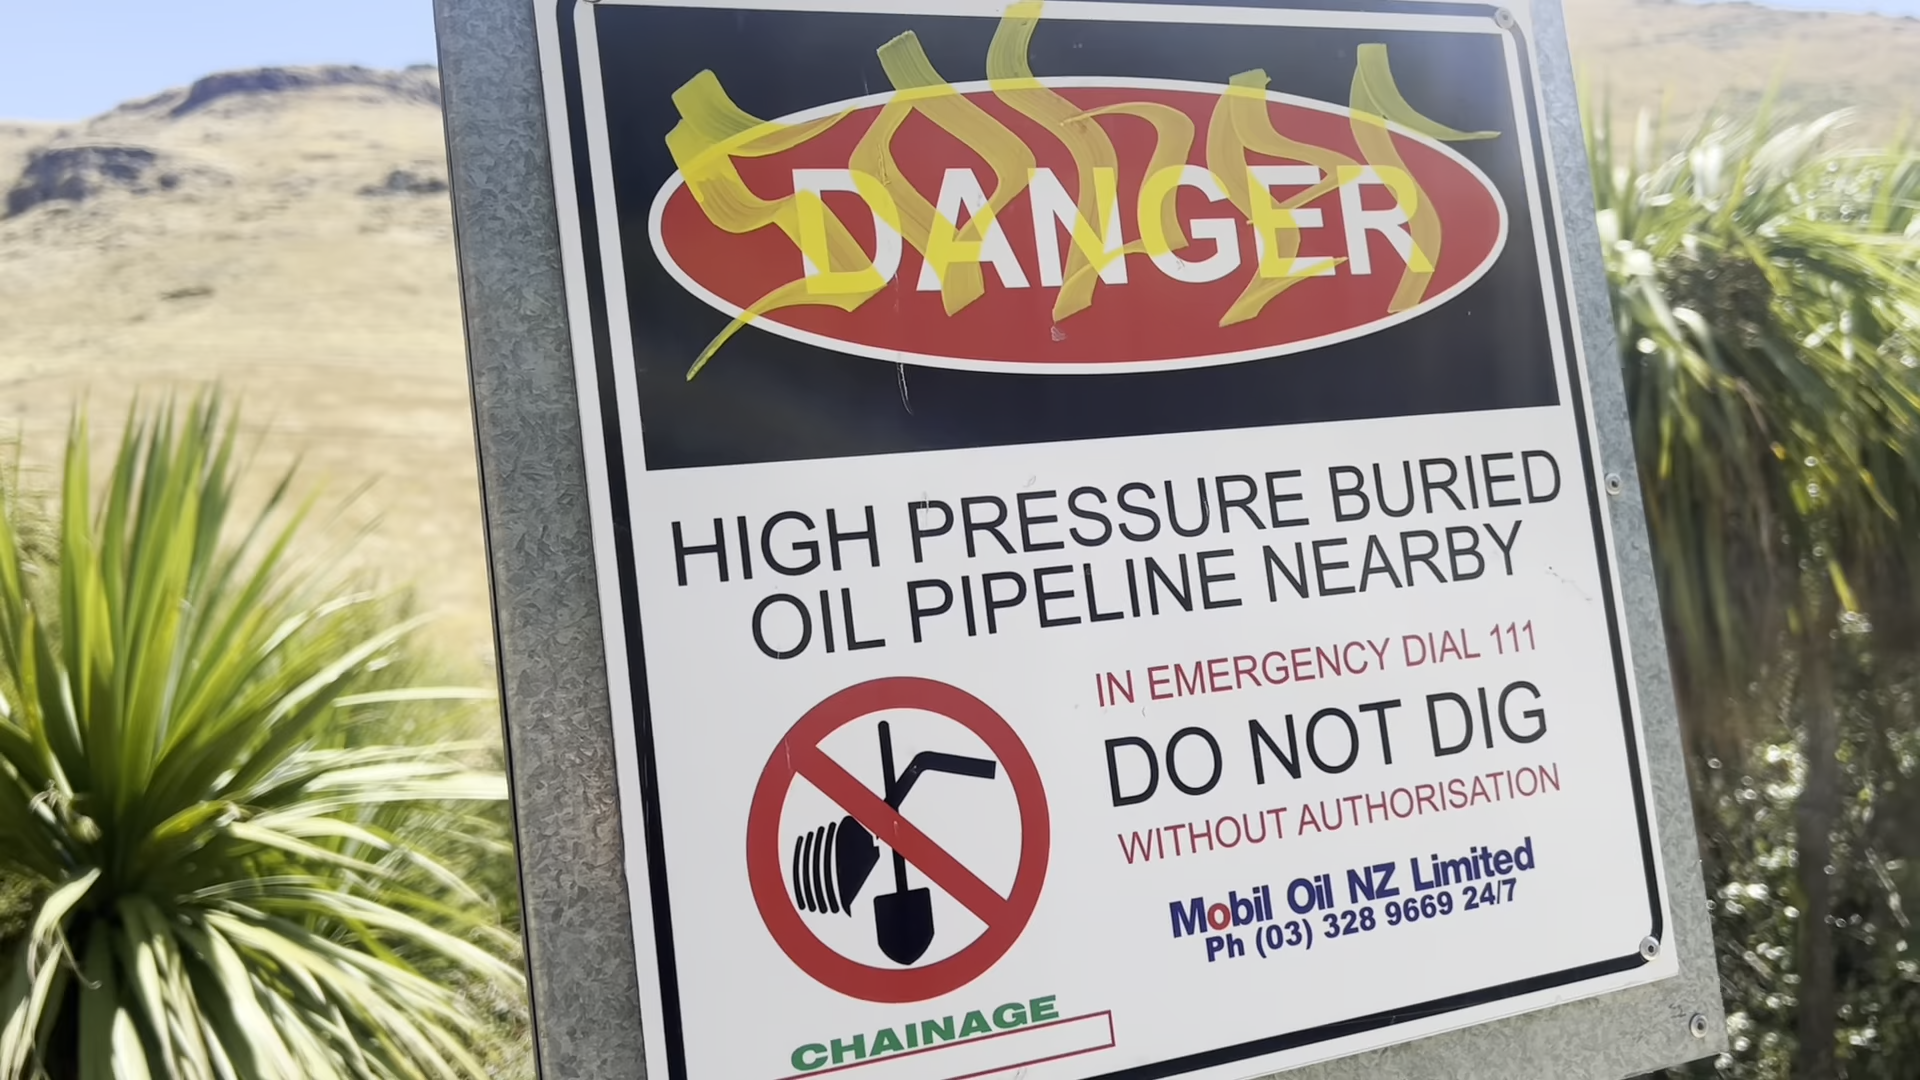 DANGER
HIGH PRESSURE BURIED
OIL PIPELINE NEARBY
IN EMERGENCY DIAL 111
DO NOT DIG
WITHOUT AUTHORISATION
Mobil Oil NZ Limited
Ph (03) 328 9669 24/7
CHAINAGE